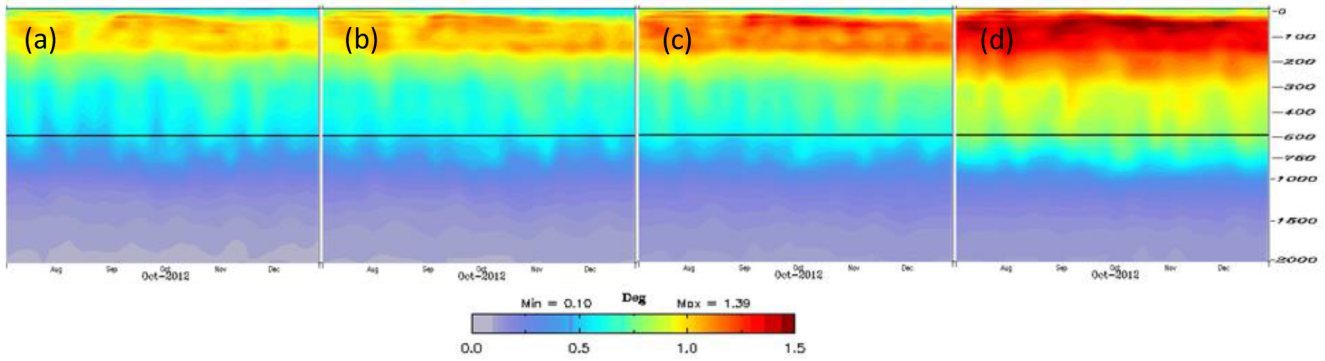 (a) (b) (c) (d)
-0
-100
-200
-300
-400
-600
-750
-1000
-1500
-2000
Aug Sep Oct Nov Dec Aug Sep Oct Nov Dec Aug Sep Oct Nov Dec Aug Sep Oct Nov Dec
Oct-2012 Oct-2012 Oct-2012 Oct-2012
Min = 0.10 Deg Max = 1.39
0.0 0.5 1.0 1.5